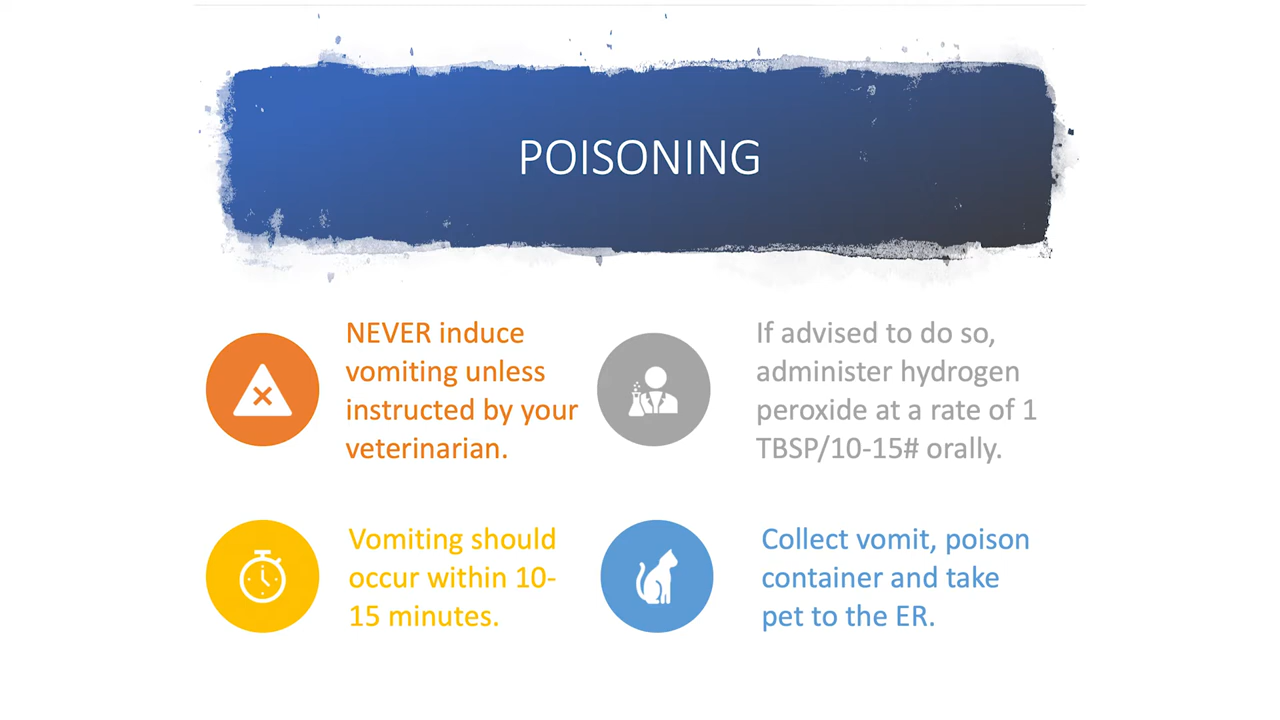 POISONING
NEVER induce
vomiting unless
instructed by your
veterinarian.
If advised to do so,
administer hydrogen
peroxide at a rate of 1
TBSP/10-15# orally.
Vomiting should
occur within 10-
15 minutes.
Collect vomit, poison
container and take
pet to the ER.